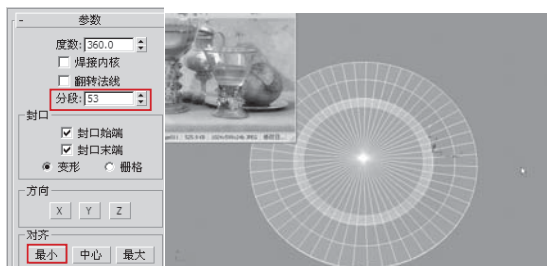 - 参数
度数: 360.0
焊接内核
翻转法线
分段: 53
封口
封口始端
封口末端
变形 栅格
方向
X Y Z
对齐
最小 中心 最大